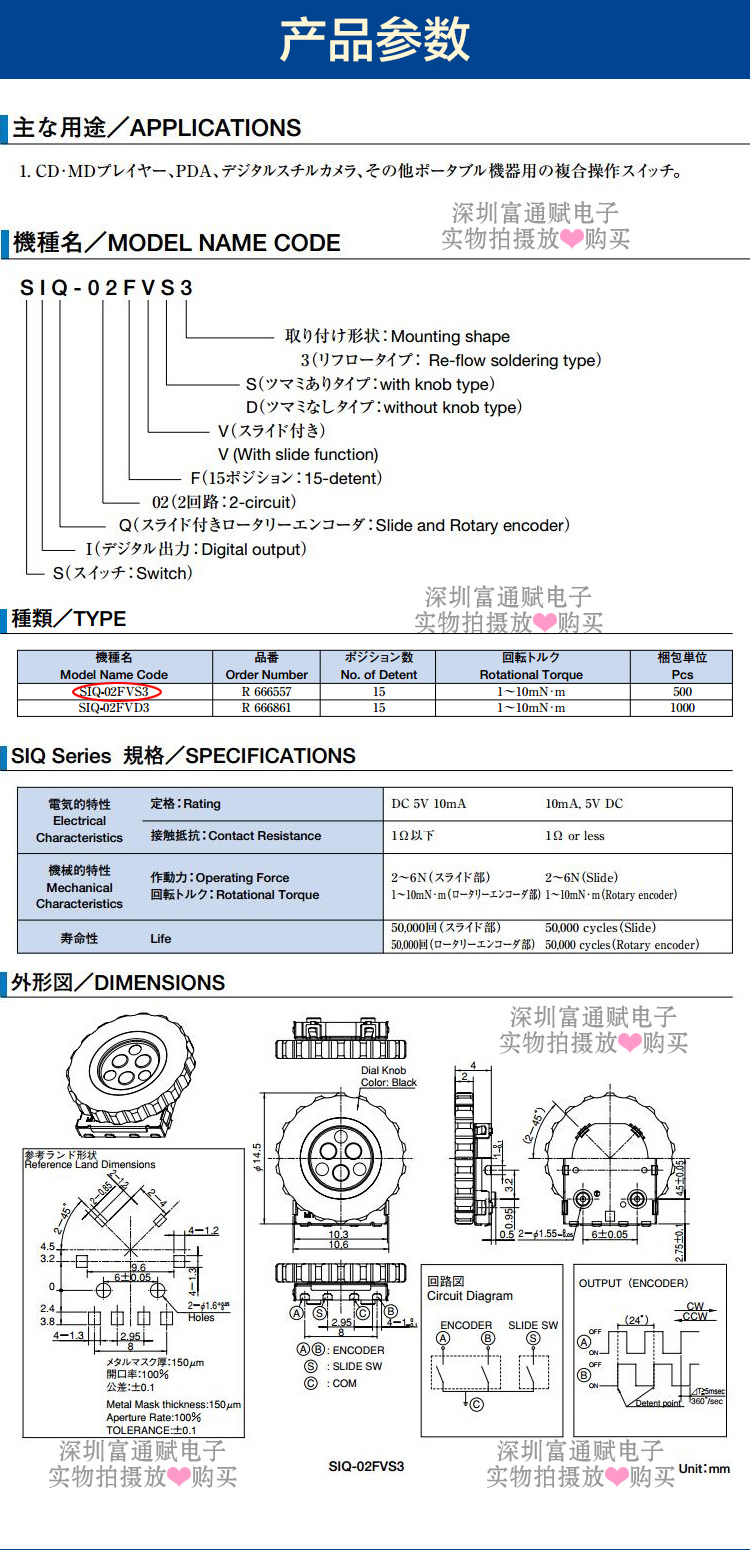 产品参数
主な用途／APPLICATIONS
1. CD･MDプレイヤー、PDA、デジタルスチルカメラ、その他ポータブル機器用の複合操作スイッチ。
深圳富通赋电子
实物拍摄放❤购买
機種名／MODEL NAME CODE
SIQ-02FVS3
取り付け形状：Mounting shape
3（リフロータイプ： Re-flow soldering type）
S（ツマミありタイプ：with knob type）
D（ツマミなしタイプ：without knob type）
V（スライド付き）
V (With slide function)
F（15ポジション：15-detent）
02（2回路：2-circuit）
Q（スライド付きロータリーエンコーダ：Slide and Rotary encoder）
I（デジタル出力：Digital output）
S（スイッチ：Switch）
深圳富通赋电子
实物拍摄放❤购买
種類／TYPE
機種名 品番 ポジション数 回転トルク 梱包単位
Model Name Code Order Number No. of Detent Rotational Torque Pcs
SIQ-02FVS3 R 666557 15 1～10mN･m 500
SIQ-02FVD3 R 666861 15 1～10mN･m 1000
SIQ Series 規格／SPECIFICATIONS
電気的特性
Electrical
Characteristics
定格：Rating DC 5V 10mA 10mA, 5V DC
接触抵抗：Contact Resistance 1Ω以下 1Ω or less
機械的特性
Mechanical
Characteristics
作動力：Operating Force 2～6N（スライド部） 2～6N（Slide）
回転トルク：Rotational Torque 1～10mN･m（ロータリーエンコーダ部） 1～10mN･m（Rotary encoder）
寿命性 Life
50,000回（スライド部） 50,000 cycles（Slide）
50,000回（ロータリーエンコーダ部） 50,000 cycles（Rotary encoder）
外形図／DIMENSIONS
深圳富通赋电子
实物拍摄放❤购买
Dial Knob
Color: Black
φ14.5
10.3
10.6
4
2
3.2
0.95
0.5
(2－45°)
4.5±0.05
2.75±0.1
6±0.05
参考ランド形状
Reference Land Dimensions
2－45°
2－0.85
2－1.2
2－4
4－1.2
4.5
3.2
9.6
6±0.05
4－1.3
0
2.4
3.8
Holes
4－1.3
2.95
8
メタルマスク厚：150μm
開口率：100%
公差：±0.1
Metal Mask thickness:150μm
Aperture Rate:100%
TOLERANCE:±0.1
A S C B
2.95
8
A B : ENCODER
S : SLIDE SW
C : COM
回路図
Circuit Diagram
ENCODER SLIDE SW
A B S
C
OUTPUT（ENCODER）
CW
CCW
(24°)
OFF
A
ON
OFF
B
ON
Detent point
⊿T≧5msec
360°/sec
深圳富通赋电子
实物拍摄放❤购买
SIQ-02FVS3
深圳富通赋电子
实物拍摄放❤购买
Unit：mm